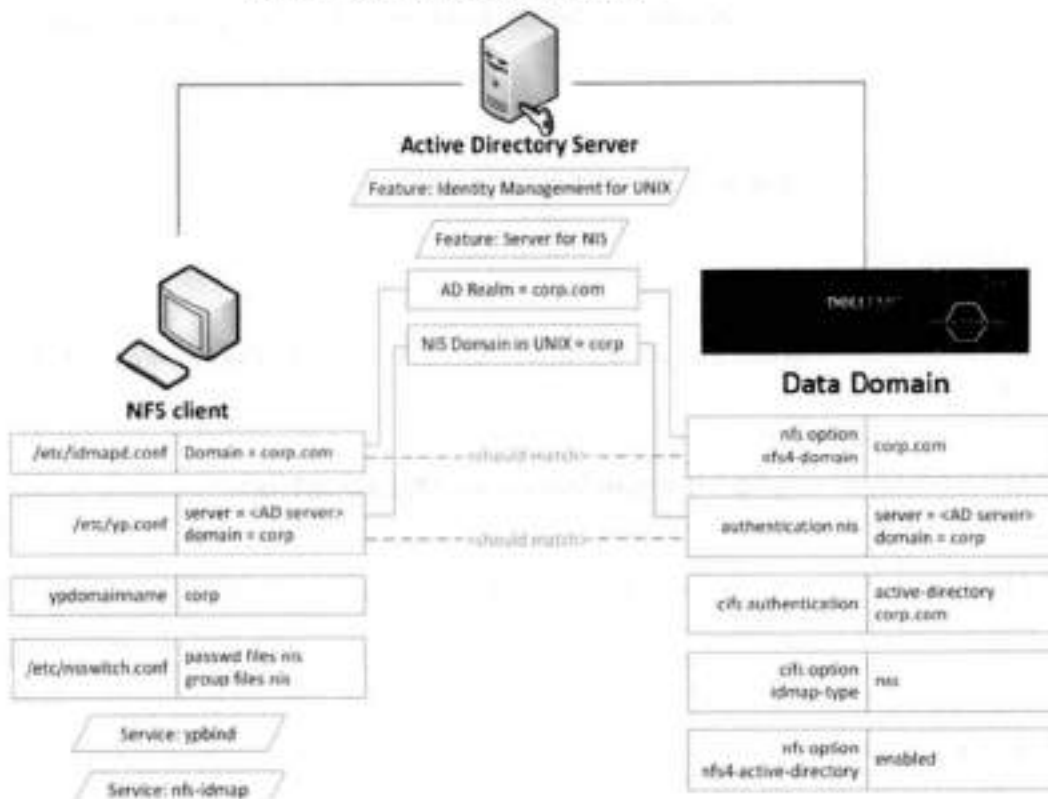 Active Directory Server
Feature: Identity Management for UNIX
Feature: Server for NIS
AD Realm = corp.com
NIS Domain in UNIX = corp
NFS client
Data Domain
/etc/idmapd.conf
Domain = corp.com
<should match>
nfs option
nfs4-domain
corp.com
/etc/yp.conf
server = <AD server>
domain = corp
<should match>
authentication nis
server = <AD server>
domain = corp
ypdomainname
corp
cifs authentication
active-directory
corp.com
/etc/nsswitch.conf
passwd files nis
group files nis
cifs option
idmap-type
nss
Service: ypbind
nfs option
nfs4-active-directory
enabled
Service: nfs-idmap